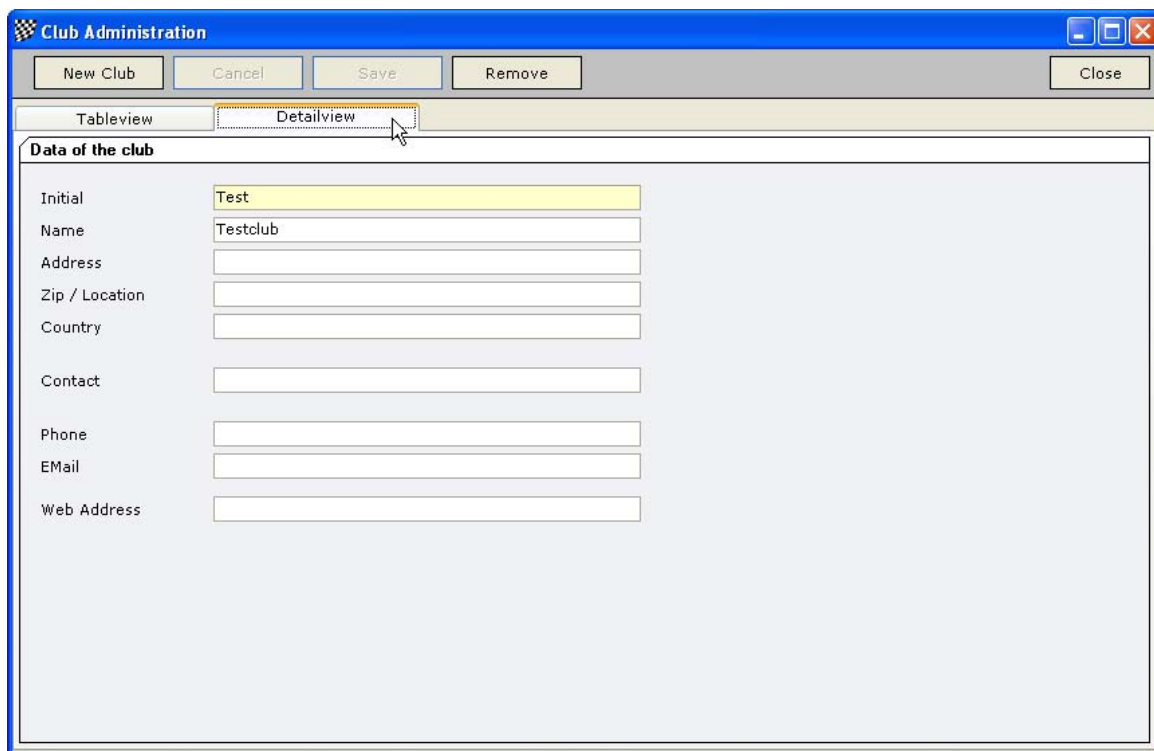 Club Administration
New Club Cancel Save Remove Close
Tableview Detailview
Data of the club
Initial Test
Name Testclub
Address
Zip / Location
Country
Contact
Phone
EMail
Web Address